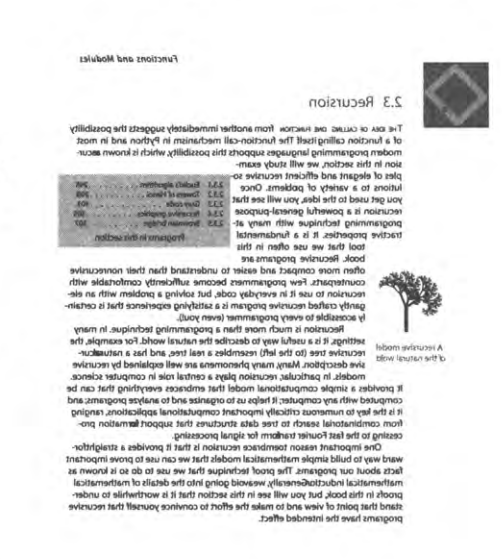 Functions and Modules
2.3 Recursion
THE IDEA OF CALLING ONE FUNCTION from another immediately suggests the possibility
of a function calling itself The function-call mechanism in Python and in most
modern programming languages supports this possibility, which is known as recur-
sion In this section, we will study exam-
ples of elegant and efficient recursive so-
lutions to a variety of problems. Once
you get used to the idea, you will see that
recursion is a powerful general-purpose
programming technique with many at-
tractive properties. It is a fundamental
tool that we use often in this
book. Recursive programs are
2.3.1 Euclid's algorithm
2.3.2 Towers of Hanoi
2.3.3 Gray code
2.3.4 Recursive graphics
2.3.5 Brownian bridge
Programs in this section
often more compact and easier to understand than their nonrecursive
counterparts. Few programmers become sufficiently comfortable with
recursion to use it in everyday code, but solving a problem with an ele-
gantly crafted recursive program is a satisfying experience that is certain-
ly accessible to every programmer (even you!).
Recursion is much more than a programming technique. In many
settings, it is a useful way to describe the natural world. For example, the
recursive tree (to the left) resembles a real tree, and has a natural recur-
sive description. Many, many phenomena are well explained by recursive
models. In particular, recursion plays a central role in computer science.
A recursive model
of the natural world
It provides a simple computational model that embraces everything that can be
computed with any computer; it helps us to organize and to analyze programs; and
it is the key to numerous critically important computational applications, ranging
from combinatorial search to tree data structures that support information pro-
cessing to the fast Fourier transform for signal processing.
One important reason to embrace recursion is that it provides a straightfor-
ward way to build simple mathematical models that we can use to prove important
facts about our programs. The proof technique that we use to do so is known as
mathematical induction Generally, we avoid going into the details of mathematical
proofs in this book, but you will see in this section that it is worthwhile to under-
stand that point of view and to make the effort to convince yourself that recursive
programs have the intended effect.